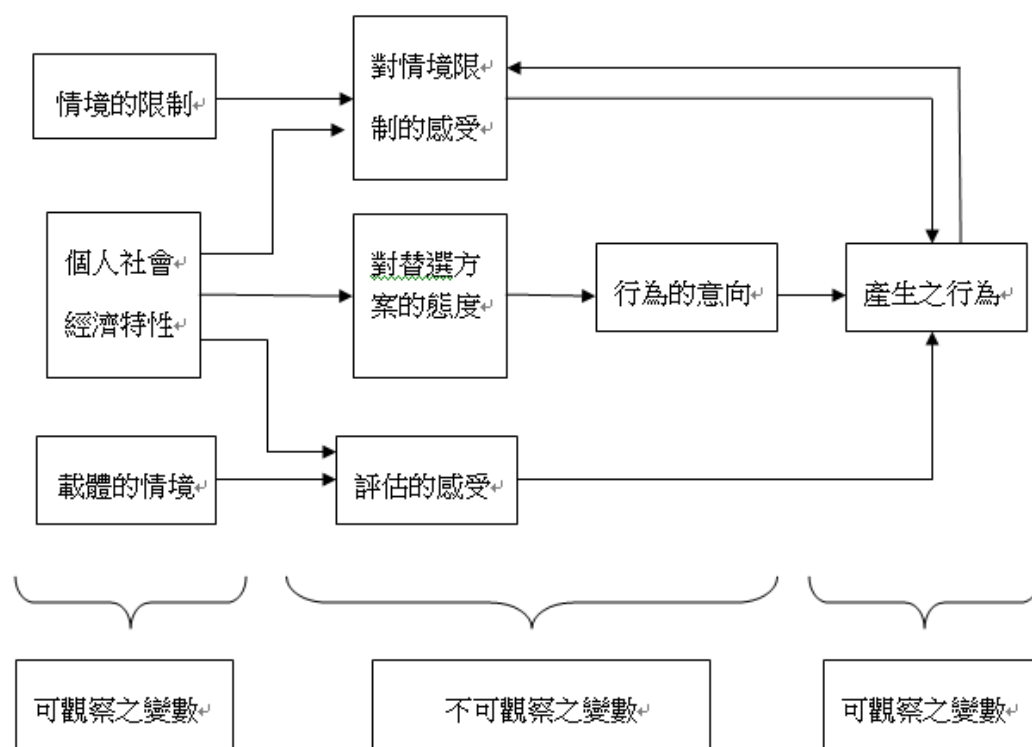 情境的限制
對情境限
制的感受
個人社會
經濟特性
對替選方
案的態度
行為的意向
產生之行為
載體的情境
評估的感受
可觀察之變數
不可觀察之變數
可觀察之變數